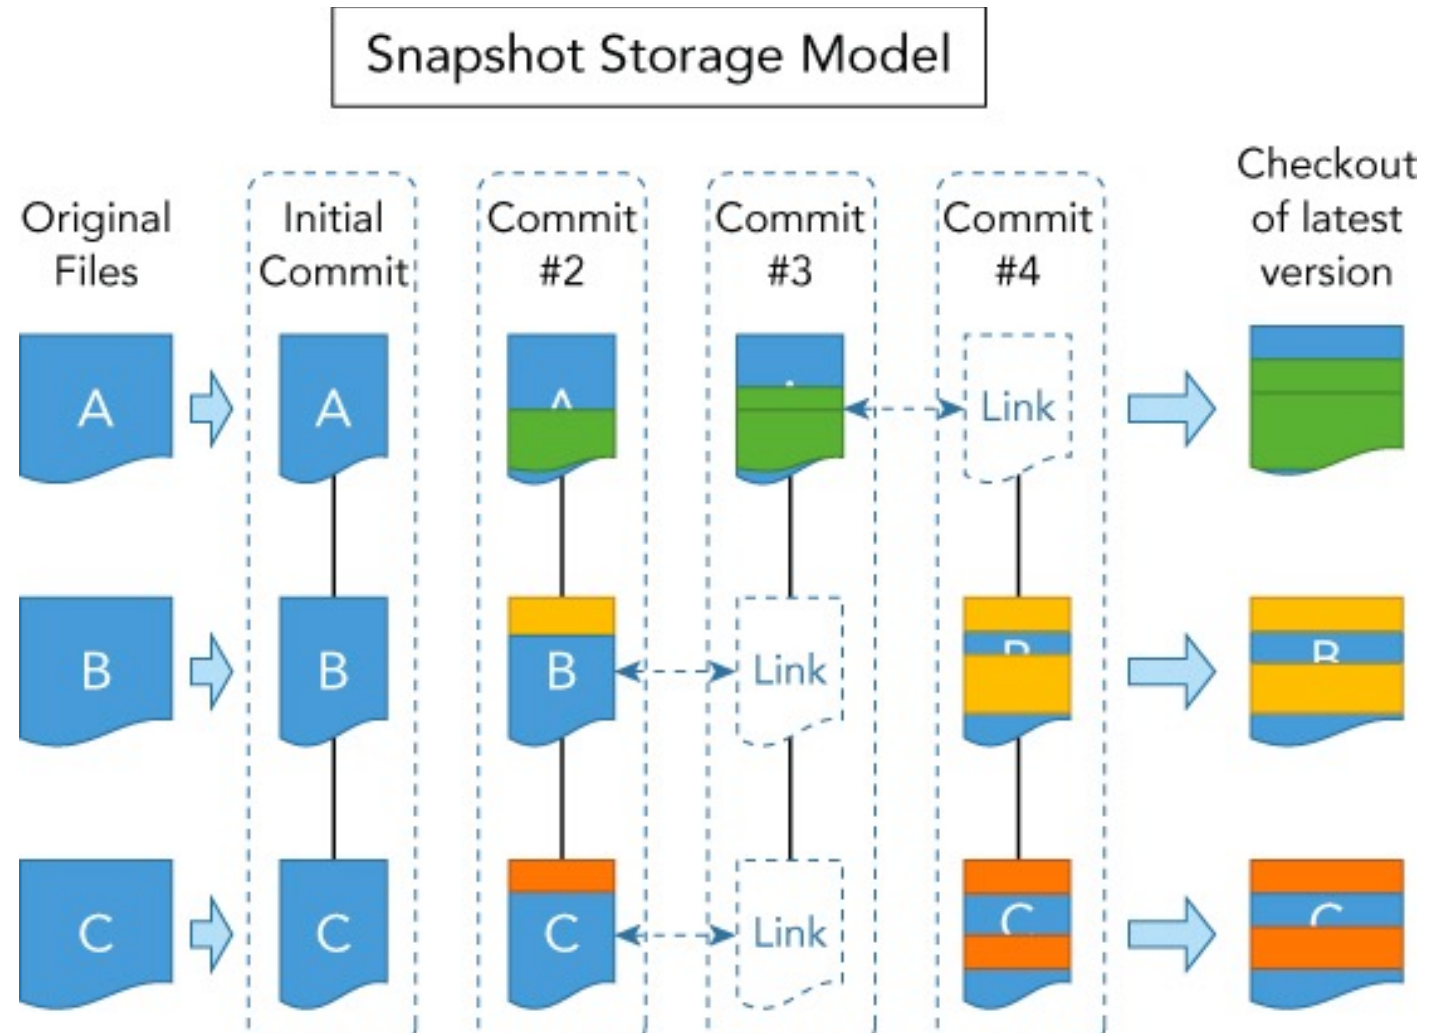 Snapshot Storage Model
Original
Files
Initial
Commit
Commit
#2
Commit
#3
Commit
#4
Checkout
of latest
version
A
A
A
Link
B
B
B
Link
B
B
C
C
C
Link
C
C